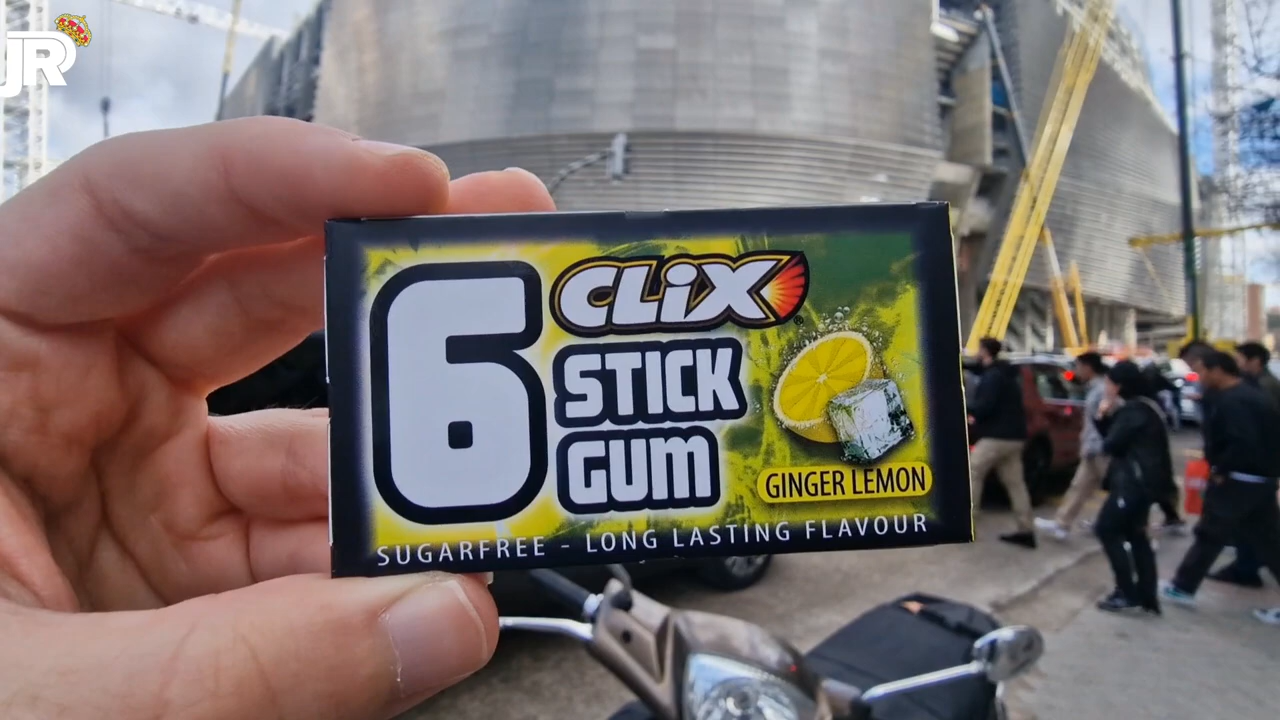 JR
6
CLiX
STICK
GUM
GINGER LEMON
SUGARFREE - LONG LASTING FLAVOUR